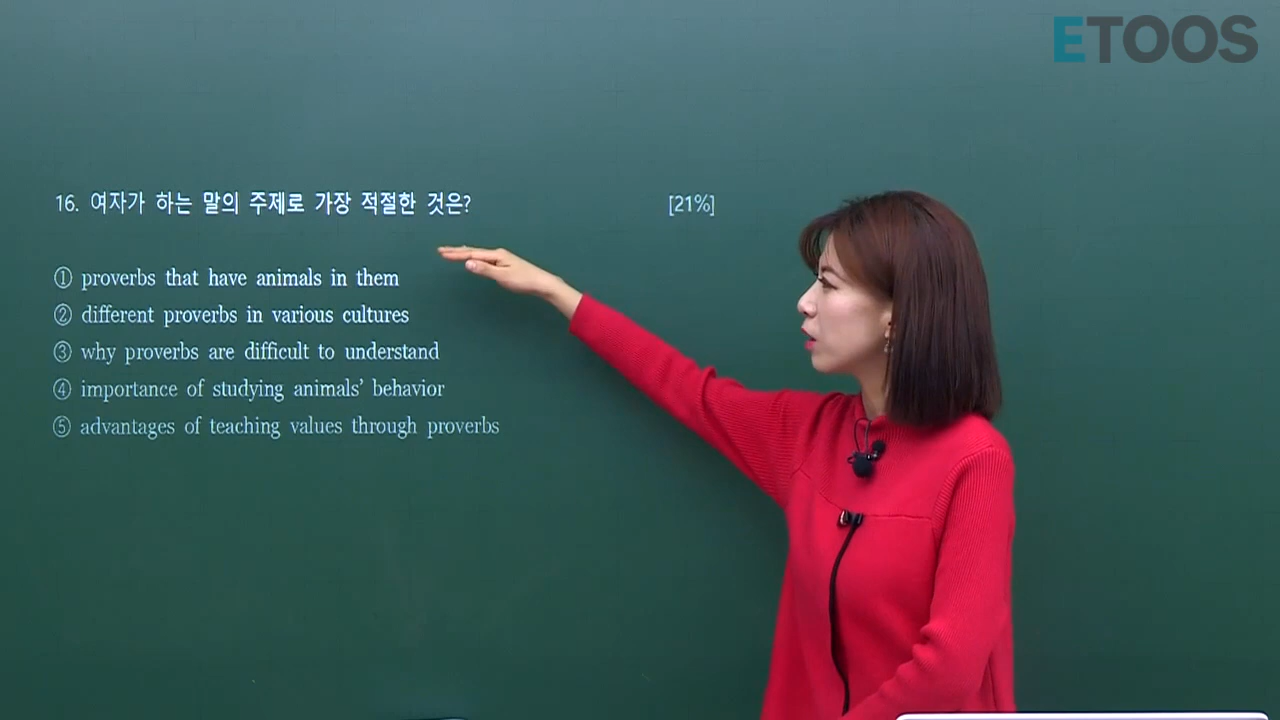 ETOOS
16. 여자가 하는 말의 주제로 가장 적절한 것은? [21%]
① proverbs that have animals in them
② different proverbs in various cultures
③ why proverbs are difficult to understand
④ importance of studying animals' behavior
⑤ advantages of teaching values through proverbs